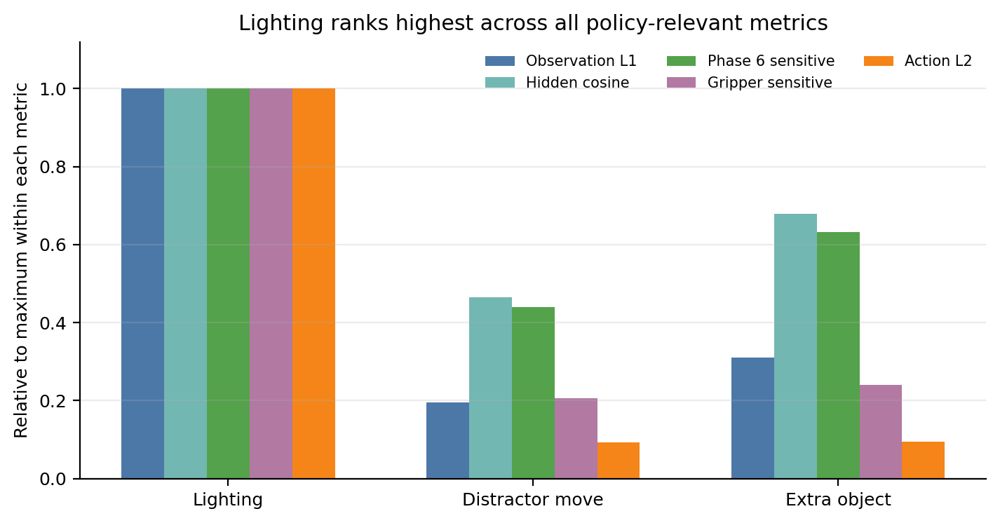 Lighting ranks highest across all policy-relevant metrics
Observation L1
Hidden cosine
Phase 6 sensitive
Gripper sensitive
Action L2
Relative to maximum within each metric
1.0
0.8
0.6
0.4
0.2
0.0
Lighting
Distractor move
Extra object